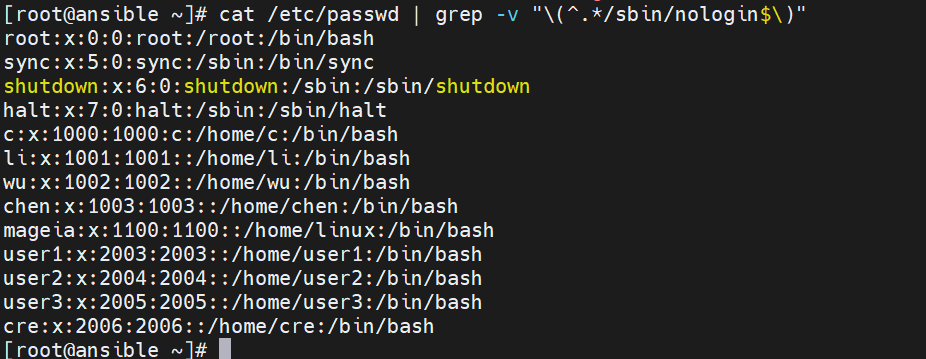 [root@ansible ~]# cat /etc/passwd | grep -v "\(^.*/sbin/nologin$\)"
root:x:0:0:root:/root:/bin/bash
sync:x:5:0:sync:/sbin:/bin/sync
shutdown:x:6:0:shutdown:/sbin:/sbin/shutdown
halt:x:7:0:halt:/sbin:/sbin/halt
c:x:1000:1000:c:/home/c:/bin/bash
li:x:1001:1001::/home/li:/bin/bash
wu:x:1002:1002::/home/wu:/bin/bash
chen:x:1003:1003::/home/chen:/bin/bash
mageia:x:1100:1100::/home/linux:/bin/bash
user1:x:2003:2003::/home/user1:/bin/bash
user2:x:2004:2004::/home/user2:/bin/bash
user3:x:2005:2005::/home/user3:/bin/bash
cre:x:2006:2006::/home/cre:/bin/bash
[root@ansible ~]#